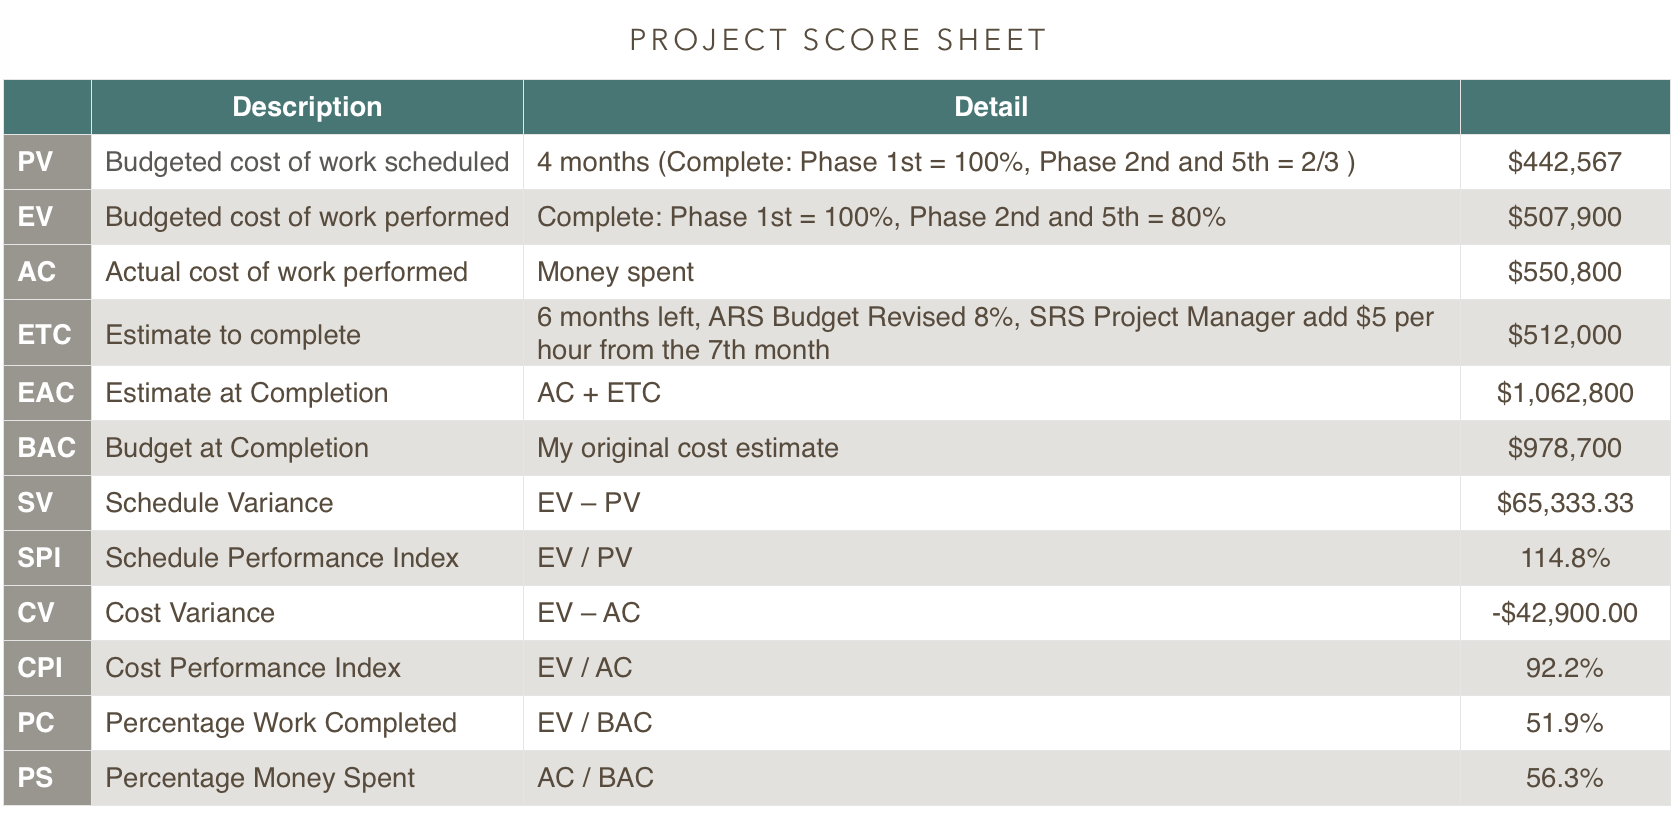 PROJECT SCORE SHEET
Description Detail
PV Budgeted cost of work scheduled 4 months (Complete: Phase 1st = 100%, Phase 2nd and 5th = 2/3 ) $442,567
EV Budgeted cost of work performed Complete: Phase 1st = 100%, Phase 2nd and 5th = 80% $507,900
AC Actual cost of work performed Money spent $550,800
ETC Estimate to complete 6 months left, ARS Budget Revised 8%, SRS Project Manager add $5 per
hour from the 7th month $512,000
EAC Estimate at Completion AC + ETC $1,062,800
BAC Budget at Completion My original cost estimate $978,700
SV Schedule Variance EV – PV $65,333.33
SPI Schedule Performance Index EV / PV 114.8%
CV Cost Variance EV – AC -$42,900.00
CPI Cost Performance Index EV / AC 92.2%
PC Percentage Work Completed EV / BAC 51.9%
PS Percentage Money Spent AC / BAC 56.3%